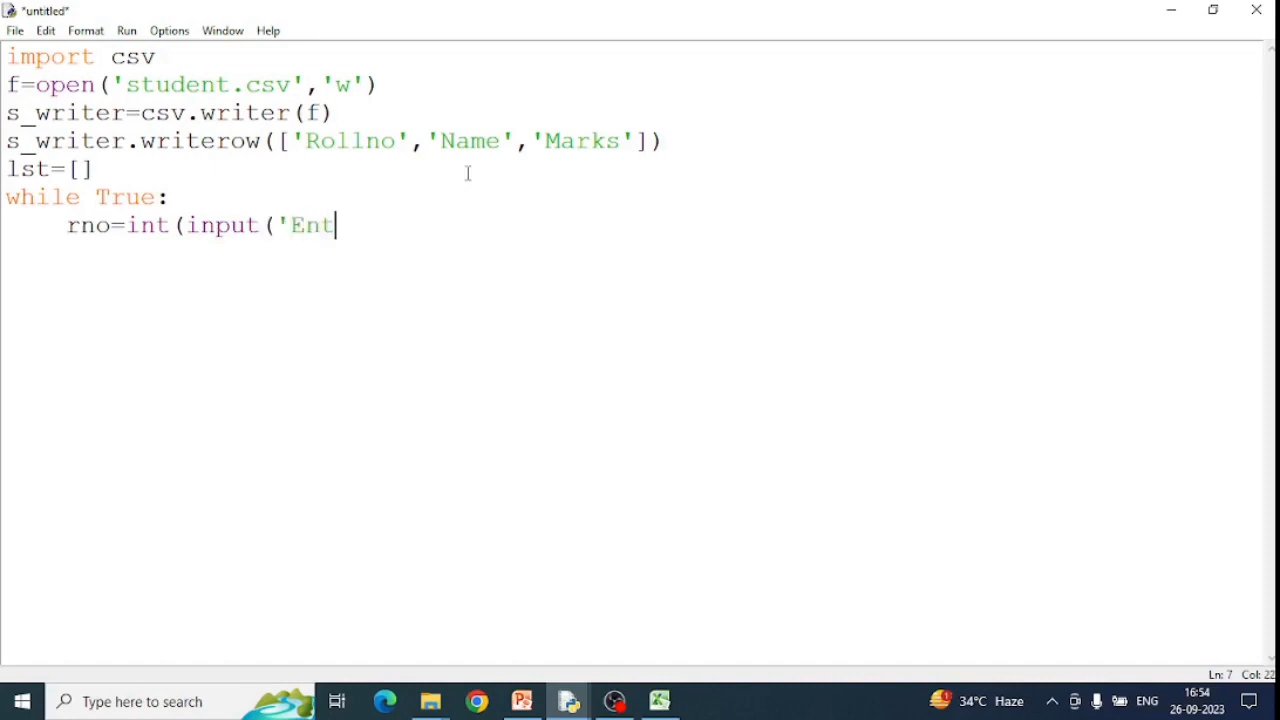 *untitled*
File Edit Format Run Options Window Help
import csv
f=open('student.csv','w')
s_writer=csv.writer(f)
s_writer.writerow(['Rollno','Name','Marks'])
lst=[]
while True:
    rno=int(input('Ent
Ln: 7 Col: 22
Type here to search
34°C Haze
ENG
16:54
26-09-2023